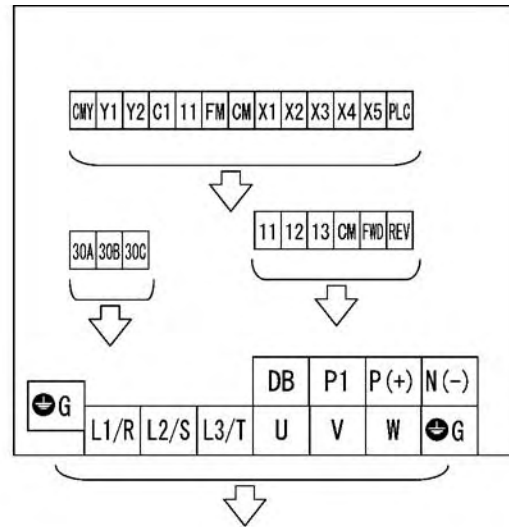 CMY Y1 Y2 C1 11 FM CM X1 X2 X3 X4 X5 PLC
11 12 13 CM FWD REV
30A 30B 30C
DB P1 P(+) N(-)
G
L1/R L2/S L3/T U V W G